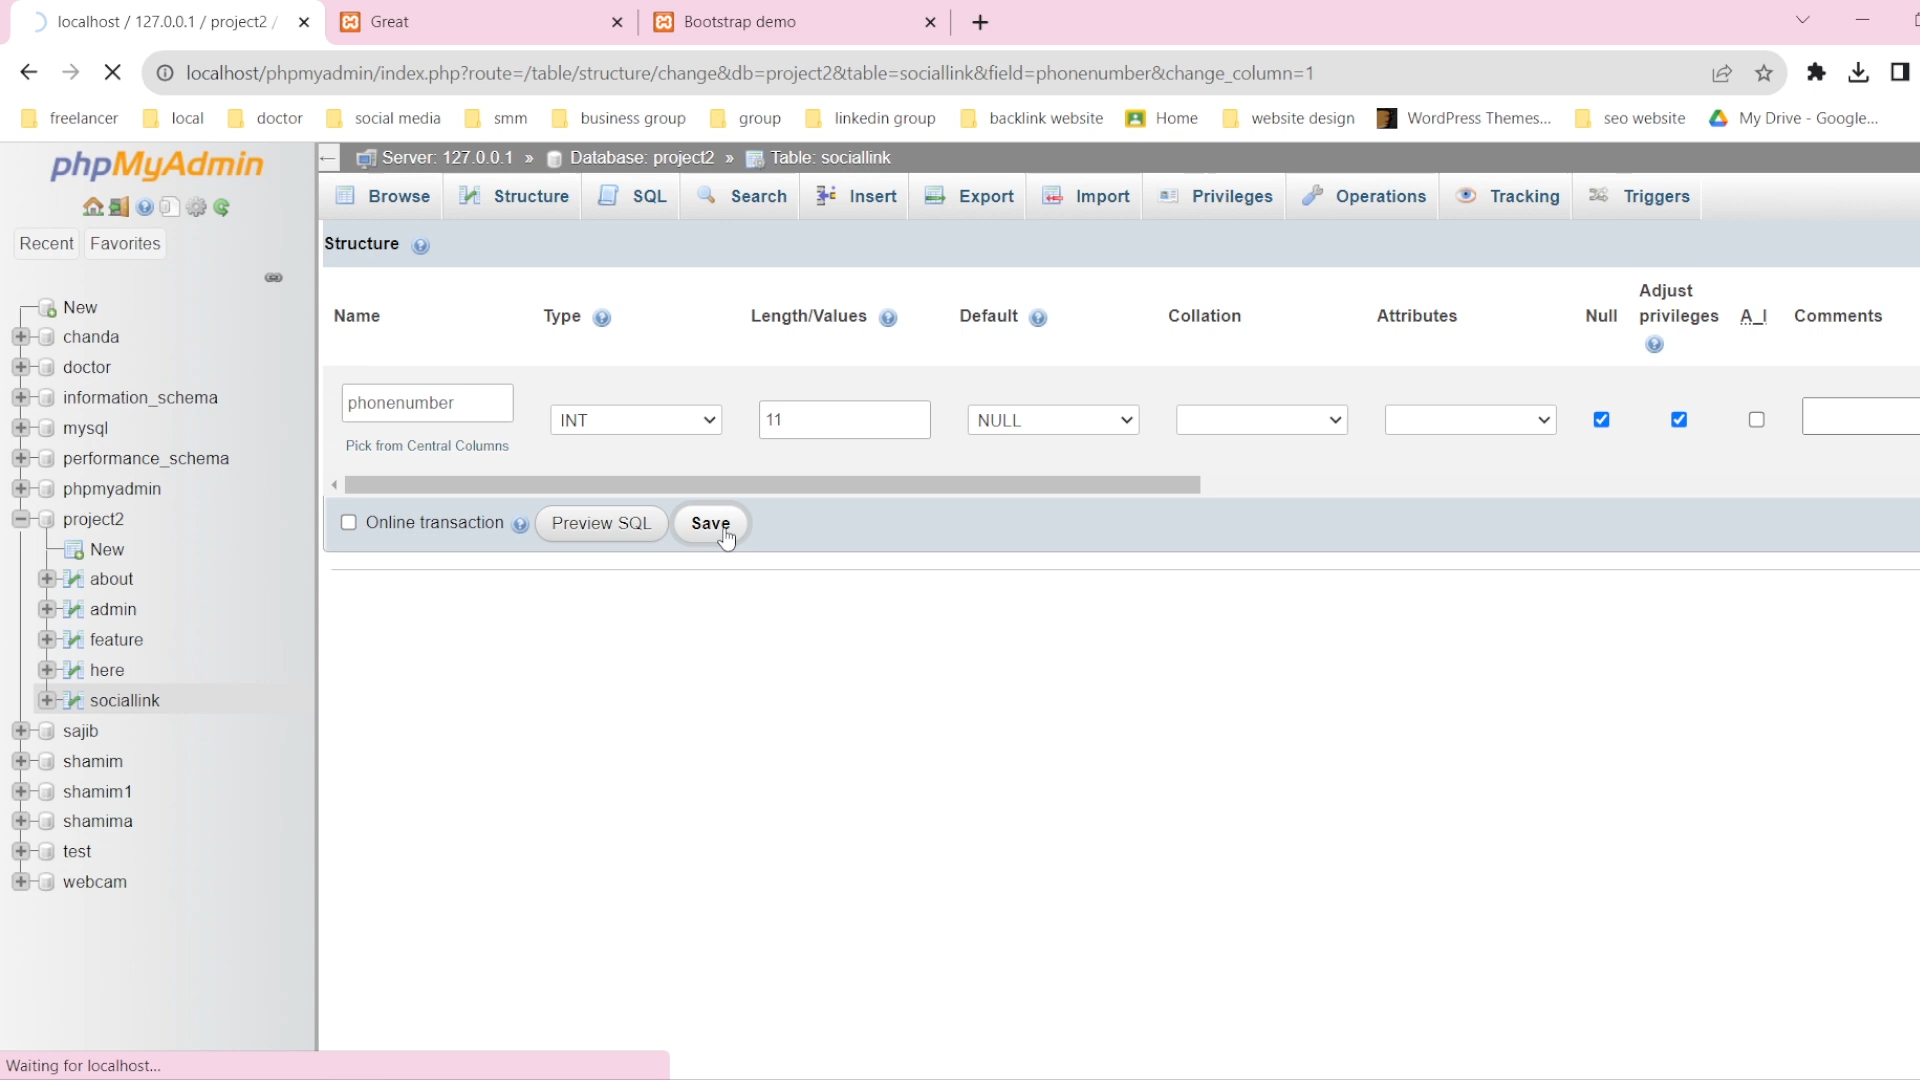 localhost / 127.0.0.1 / project2 /
Great
Bootstrap demo
localhost/phpmyadmin/index.php?route=/table/structure/change&db=project2&table=sociallink&field=phonenumber&change_column=1
freelancer
local
doctor
social media
smm
business group
group
linkedin group
backlink website
Home
website design
WordPress Themes...
seo website
My Drive - Google...
phpMyAdmin
Recent
Favorites
New
chanda
doctor
information_schema
mysql
performance_schema
phpmyadmin
project2
New
about
admin
feature
here
sociallink
sajib
shamim
shamim1
shamima
test
webcam
Server: 127.0.0.1 » Database: project2 » Table: sociallink
Browse
Structure
SQL
Search
Insert
Export
Import
Privileges
Operations
Tracking
Triggers
Structure
Name
Type
Length/Values
Default
Collation
Attributes
Null
Adjust
privileges
A_I
Comments
phonenumber
INT
11
NULL
Pick from Central Columns
Online transaction
Preview SQL
Save
Waiting for localhost...